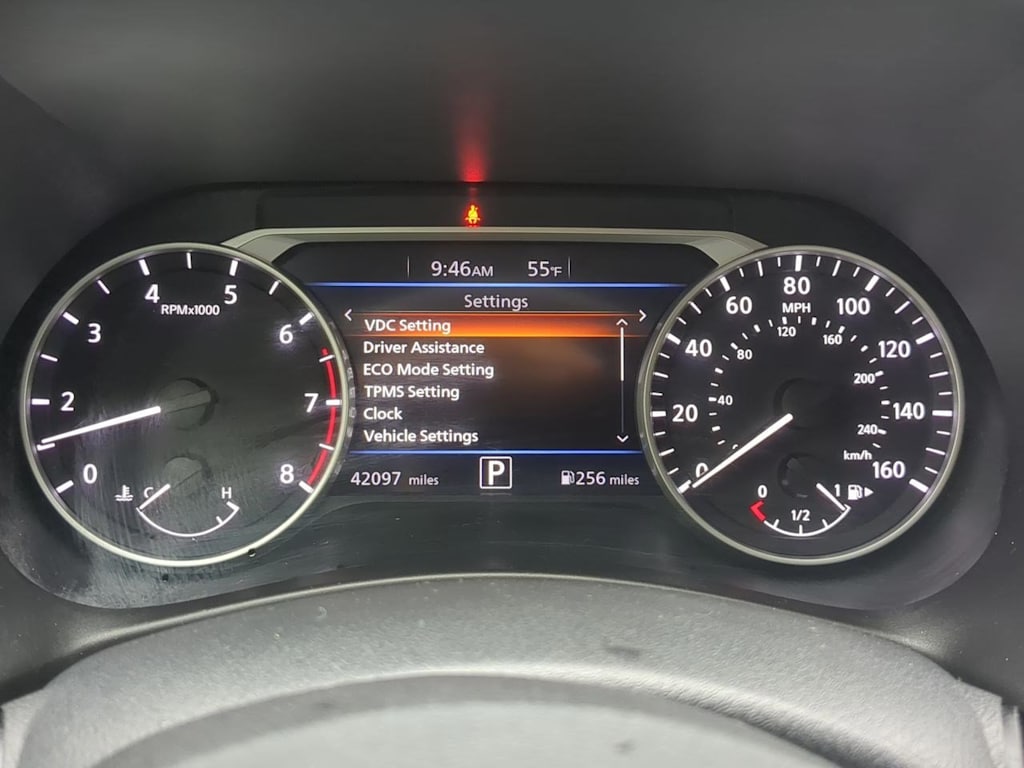 9:46AM 55°F
Settings
VDC Setting
Driver Assistance
ECO Mode Setting
TPMS Setting
Clock
Vehicle Settings
42097 miles P 256 miles
RPMx1000
0
2
3
4
5
6
7
8
C H
MPH
0
20
40
60
80
100
120
140
160
km/h
40
80
120
160
200
240
0 1/2 1